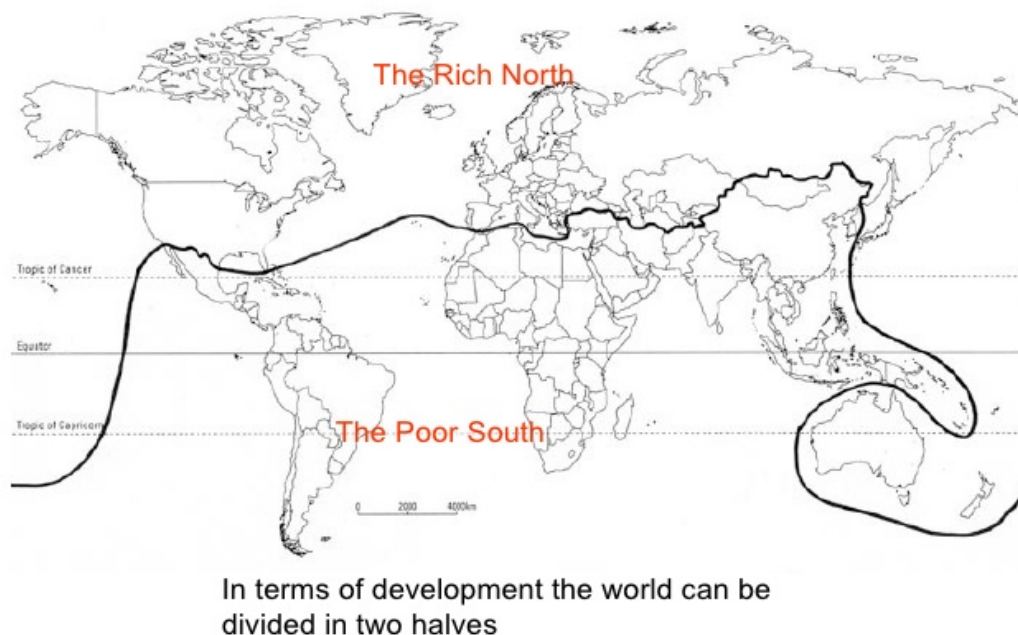 The Rich North
Tropic of Cancer
Equator
Tropic of Capricorn
The Poor South
0 2000 4000km
In terms of development the world can be
divided in two halves